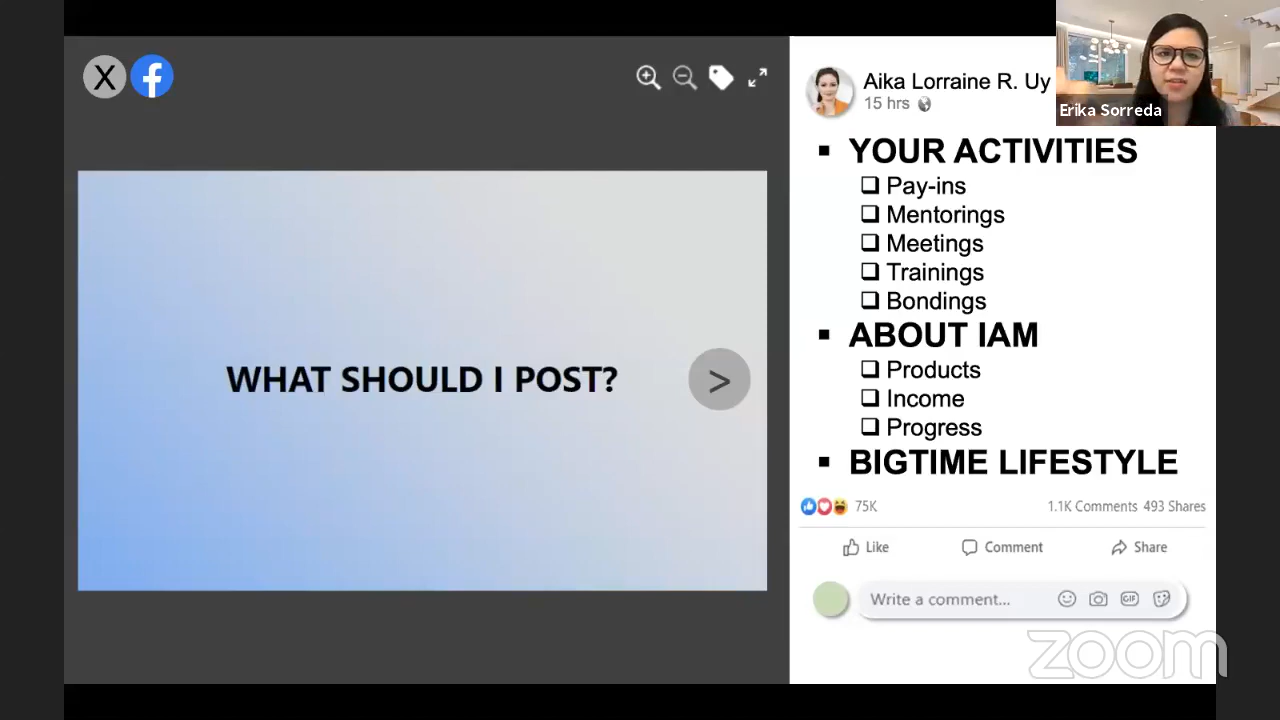 X
WHAT SHOULD I POST?
>
Aika Lorraine R. Uy
15 hrs
Erika Sorreda
YOUR ACTIVITIES
Pay-ins
Mentorings
Meetings
Trainings
Bondings
ABOUT IAM
Products
Income
Progress
BIGTIME LIFESTYLE
75K
1.1K Comments 493 Shares
Like
Comment
Share
Write a comment...
GIF
zoom